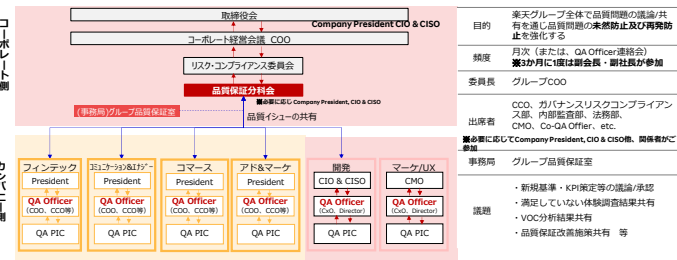 コーポレート側
取締役会
Company President CIO & CISO
コーポレート経営会議 COO
リスク・コンプライアンス委員会
品質保証分科会
※必要に応じ Company President, CIO & CISO
(事務局)グループ品質保証室
品質イシューの共有
カンパニー側
フィンテック
President
QA Officer
(COO、CCO等)
QA PIC
コミュニケーション&エナジー
President
QA Officer
(COO、CCO等)
QA PIC
コマース
President
QA Officer
(COO、CCO等)
QA PIC
アド&マーケ
President
QA Officer
(COO、CCO等)
QA PIC
開発
CIO & CISO
QA Officer
(CxO、Director)
QA PIC
マーケ/UX
CMO
QA Officer
(CxO、Director)
QA PIC
目的
楽天グループ全体で品質問題の議論/共
有を通じ品質問題の未然防止及び再発防
止を強化する
頻度
月次（または、QA Officer連絡会）
※3か月に1度は副会長・副社長が参加
委員長
グループCOO
出席者
CCO、ガバナンスリスクコンプライアン
ス部、内部監査部、法務部、
CMO、Co-QA Offier、etc.
※必要に応じてCompany President, CIO & CISO他、関係者がご
参加
事務局
グループ品質保証室
議題
・新規基準・KPI策定等の議論/承認
・満足していない体験調査結果共有
・VOC分析結果共有
・品質保証改善施策共有　等